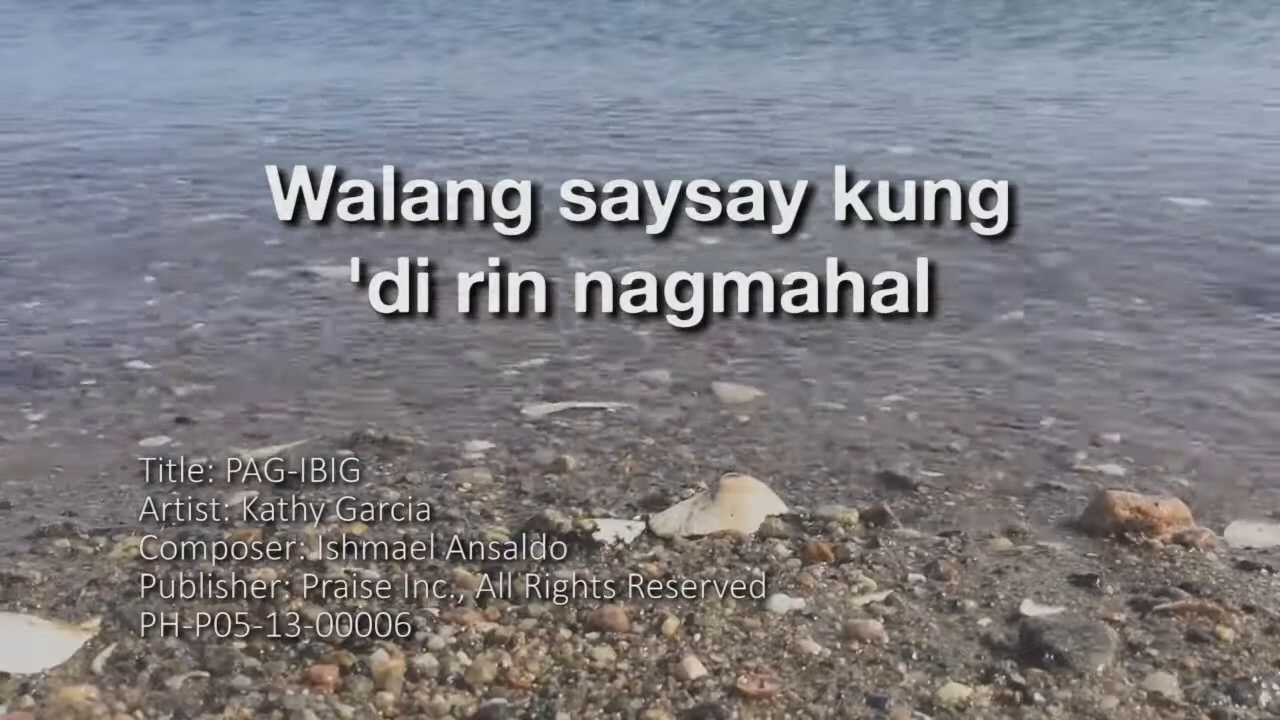 Walang saysay kung
'di rin nagmahal
Title: PAG-IBIG
Artist: Kathy Garcia
Composer: Ishmael Ansaldo
Publisher: Praise Inc., All Rights Reserved
PH-P05-13-00006